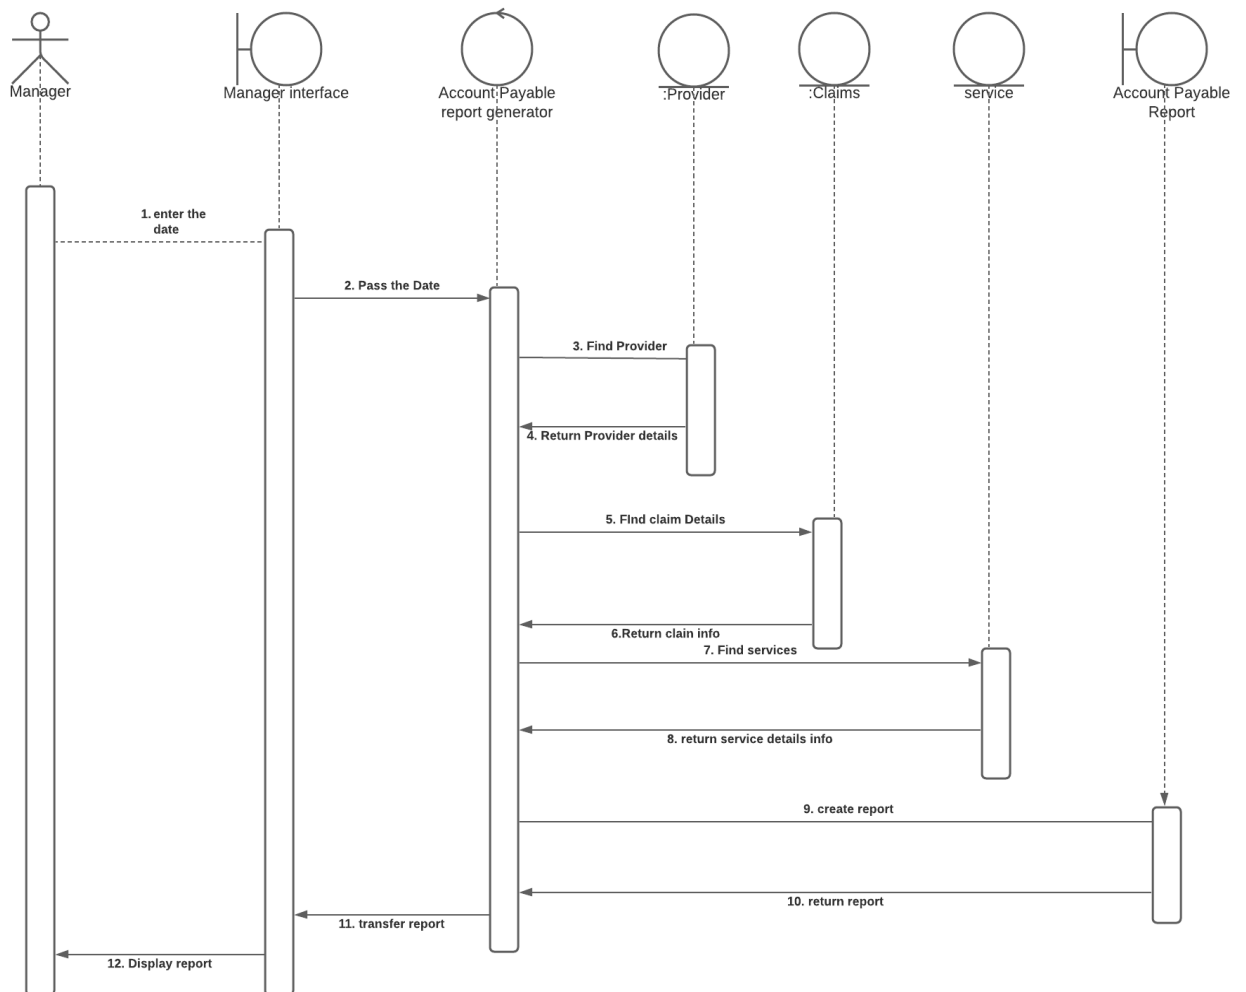 Manager
Manager interface
Account Payable
report generator
:Provider
:Claims
service
Account Payable
Report
1. enter the
date
2. Pass the Date
3. Find Provider
4. Return Provider details
5. FInd claim Details
6.Return clain info
7. Find services
8. return service details info
9. create report
10. return report
11. transfer report
12. Display report